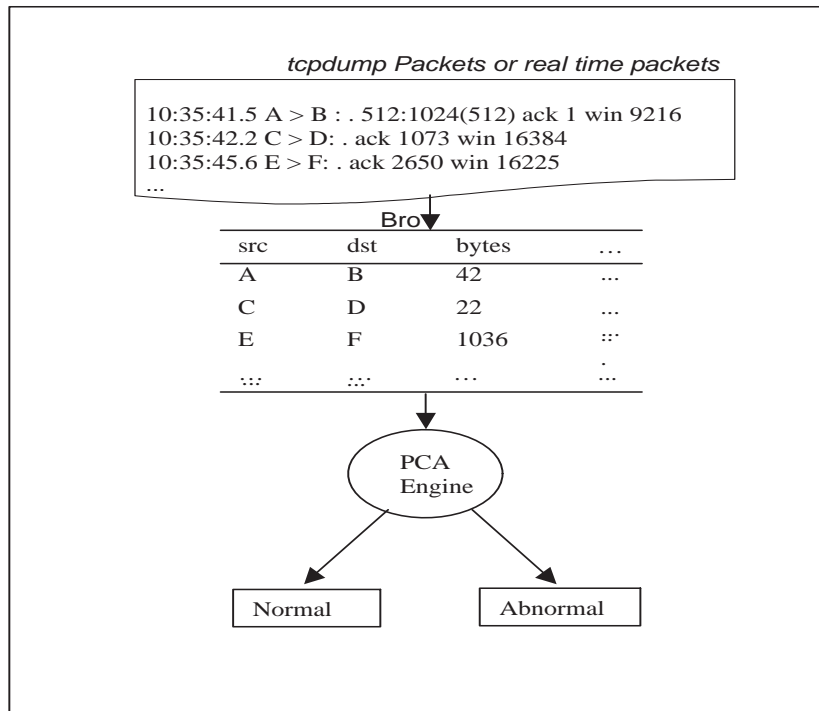 tcpdump Packets or real time packets
10:35:41.5 A > B : . 512:1024(512) ack 1 win 9216
10:35:42.2 C > D: . ack 1073 win 16384
10:35:45.6 E > F: . ack 2650 win 16225
...
Bro
src dst bytes ...
A B 42 ...
C D 22 ...
E F 1036 ...
... ... ... ...
PCA
Engine
Normal Abnormal